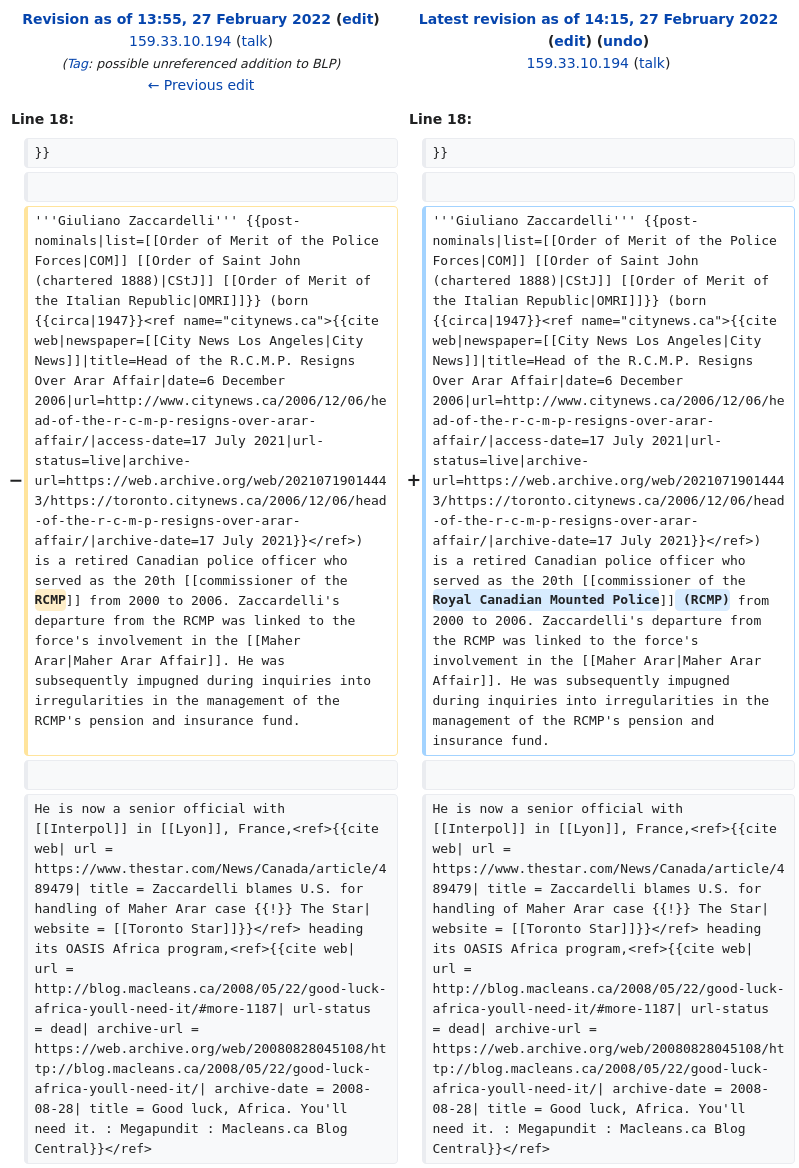 Revision as of 13:55, 27 February 2022 (edit)
159.33.10.194 (talk)
(Tag: possible unreferenced addition to BLP)
← Previous edit
Latest revision as of 14:15, 27 February 2022
(edit) (undo)
159.33.10.194 (talk)
Line 18:
}}
−
'''Giuliano Zaccardelli''' {{post-
nominals|list=[[Order of Merit of the Police
Forces|COM]] [[Order of Saint John
(chartered 1888)|CStJ]] [[Order of Merit of
the Italian Republic|OMRI]]}} (born
{{circa|1947}}<ref name="citynews.ca">{{cite
web|newspaper=[[City News Los Angeles|City
News]]|title=Head of the R.C.M.P. Resigns
Over Arar Affair|date=6 December
2006|url=http://www.citynews.ca/2006/12/06/he
ad-of-the-r-c-m-p-resigns-over-arar-
affair/|access-date=17 July 2021|url-
status=live|archive-
url=https://web.archive.org/web/2021071901444
3/https://toronto.citynews.ca/2006/12/06/head
-of-the-r-c-m-p-resigns-over-arar-
affair/|archive-date=17 July 2021}}</ref>)
is a retired Canadian police officer who
served as the 20th [[commissioner of the
RCMP]] from 2000 to 2006. Zaccardelli's
departure from the RCMP was linked to the
force's involvement in the [[Maher
Arar|Maher Arar Affair]]. He was
subsequently impugned during inquiries into
irregularities in the management of the
RCMP's pension and insurance fund.
He is now a senior official with
[[Interpol]] in [[Lyon]], France,<ref>{{cite
web| url =
https://www.thestar.com/News/Canada/article/4
89479| title = Zaccardelli blames U.S. for
handling of Maher Arar case {{!}} The Star|
website = [[Toronto Star]]}}</ref> heading
its OASIS Africa program,<ref>{{cite web|
url =
http://blog.macleans.ca/2008/05/22/good-luck-
africa-youll-need-it/#more-1187| url-status
= dead| archive-url =
https://web.archive.org/web/20080828045108/ht
tp://blog.macleans.ca/2008/05/22/good-luck-
africa-youll-need-it/| archive-date = 2008-
08-28| title = Good luck, Africa. You'll
need it. : Megapundit : Macleans.ca Blog
Central}}</ref>
Line 18:
}}
+
'''Giuliano Zaccardelli''' {{post-
nominals|list=[[Order of Merit of the Police
Forces|COM]] [[Order of Saint John
(chartered 1888)|CStJ]] [[Order of Merit of
the Italian Republic|OMRI]]}} (born
{{circa|1947}}<ref name="citynews.ca">{{cite
web|newspaper=[[City News Los Angeles|City
News]]|title=Head of the R.C.M.P. Resigns
Over Arar Affair|date=6 December
2006|url=http://www.citynews.ca/2006/12/06/he
ad-of-the-r-c-m-p-resigns-over-arar-
affair/|access-date=17 July 2021|url-
status=live|archive-
url=https://web.archive.org/web/2021071901444
3/https://toronto.citynews.ca/2006/12/06/head
-of-the-r-c-m-p-resigns-over-arar-
affair/|archive-date=17 July 2021}}</ref>)
is a retired Canadian police officer who
served as the 20th [[commissioner of the
Royal Canadian Mounted Police]] (RCMP) from
2000 to 2006. Zaccardelli's departure from
the RCMP was linked to the force's
involvement in the [[Maher Arar|Maher Arar
Affair]]. He was subsequently impugned
during inquiries into irregularities in the
management of the RCMP's pension and
insurance fund.
He is now a senior official with
[[Interpol]] in [[Lyon]], France,<ref>{{cite
web| url =
https://www.thestar.com/News/Canada/article/4
89479| title = Zaccardelli blames U.S. for
handling of Maher Arar case {{!}} The Star|
website = [[Toronto Star]]}}</ref> heading
its OASIS Africa program,<ref>{{cite web|
url =
http://blog.macleans.ca/2008/05/22/good-luck-
africa-youll-need-it/#more-1187| url-status
= dead| archive-url =
https://web.archive.org/web/20080828045108/ht
tp://blog.macleans.ca/2008/05/22/good-luck-
africa-youll-need-it/| archive-date = 2008-
08-28| title = Good luck, Africa. You'll
need it. : Megapundit : Macleans.ca Blog
Central}}</ref>